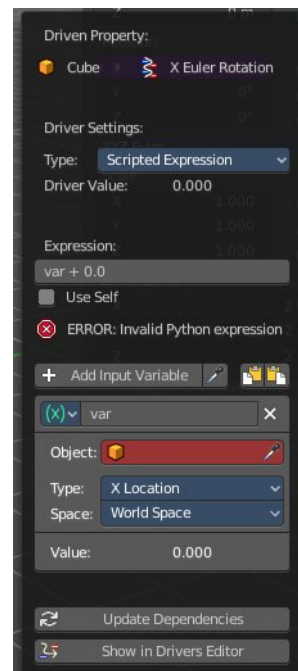 Driven Property:
Cube X Euler Rotation
Driver Settings:
Type: Scripted Expression
Driver Value: 0.000
Expression:
var + 0.0
Use Self
ERROR: Invalid Python expression
Add Input Variable
(x) var
Object:
Type: X Location
Space: World Space
Value: 0.000
Update Dependencies
Show in Drivers Editor